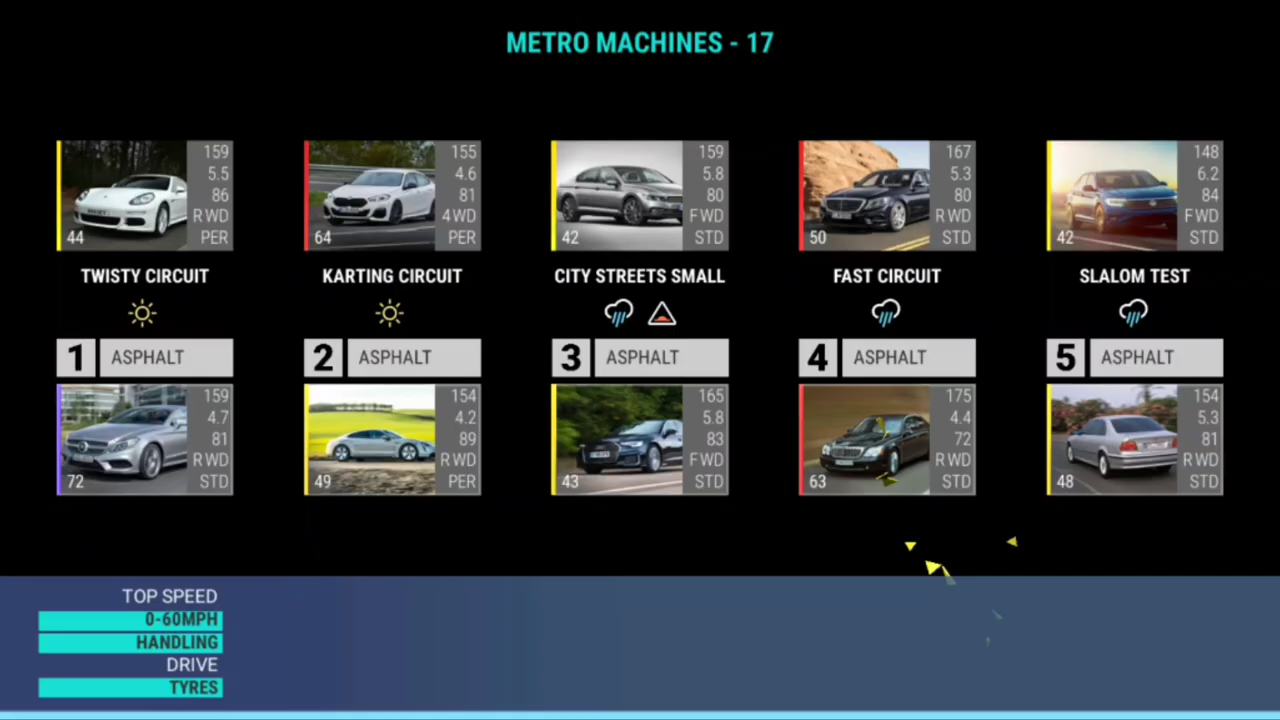 METRO MACHINES - 17
159
5.5
86
RWD
PER
44
155
4.6
81
4WD
PER
64
159
5.8
80
FWD
STD
42
167
5.3
80
RWD
STD
50
148
6.2
84
FWD
STD
42
TWISTY CIRCUIT
KARTING CIRCUIT
CITY STREETS SMALL
FAST CIRCUIT
SLALOM TEST
1 ASPHALT
2 ASPHALT
3 ASPHALT
4 ASPHALT
5 ASPHALT
159
4.7
81
RWD
STD
72
154
4.2
89
RWD
PER
49
165
5.8
83
FWD
STD
43
175
4.4
72
RWD
STD
63
154
5.3
81
RWD
STD
48
TOP SPEED
0-60MPH
HANDLING
DRIVE
TYRES